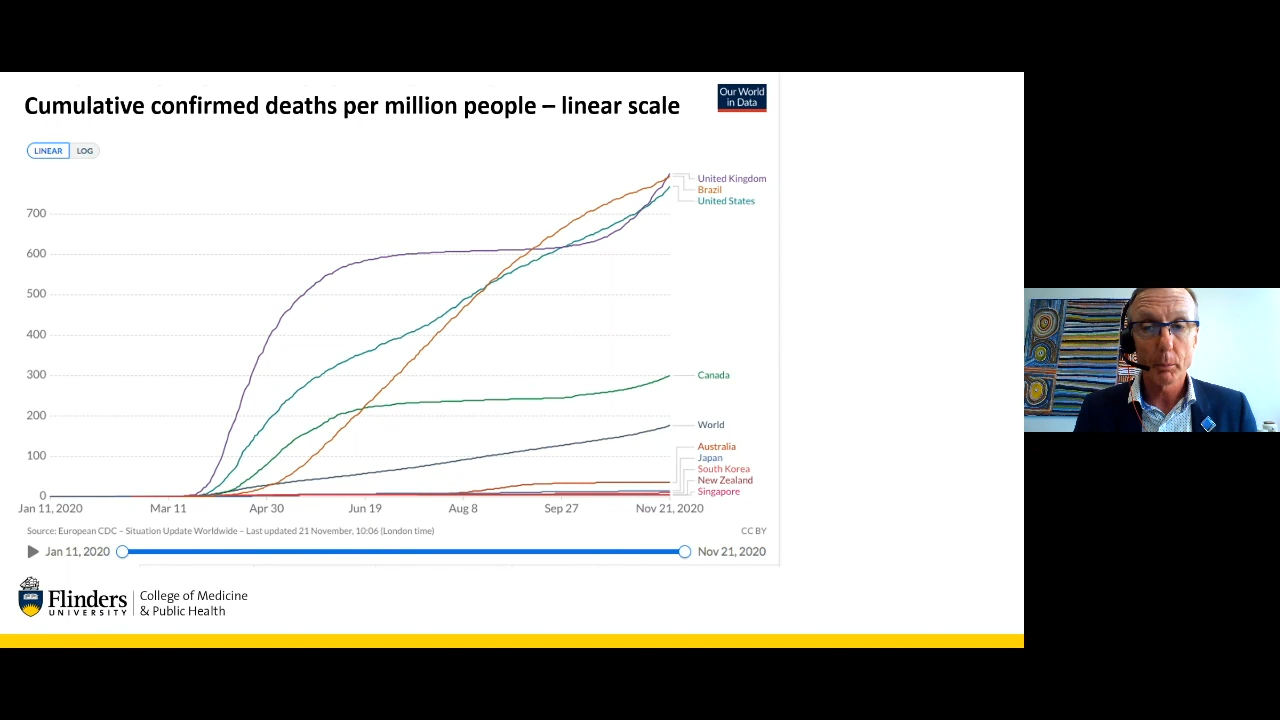 Cumulative confirmed deaths per million people – linear scale
Our World
in Data
LINEAR LOG
United Kingdom
Brazil
United States
700
600
500
400
300
Canada
200
World
100
Australia
Japan
South Korea
New Zealand
Singapore
0
Jan 11, 2020 Mar 11 Apr 30 Jun 19 Aug 8 Sep 27 Nov 21, 2020
Source: European CDC – Situation Update Worldwide – Last updated 21 November, 10:06 (London time) CC BY
Jan 11, 2020 Nov 21, 2020
Flinders
UNIVERSITY
College of Medicine
& Public Health